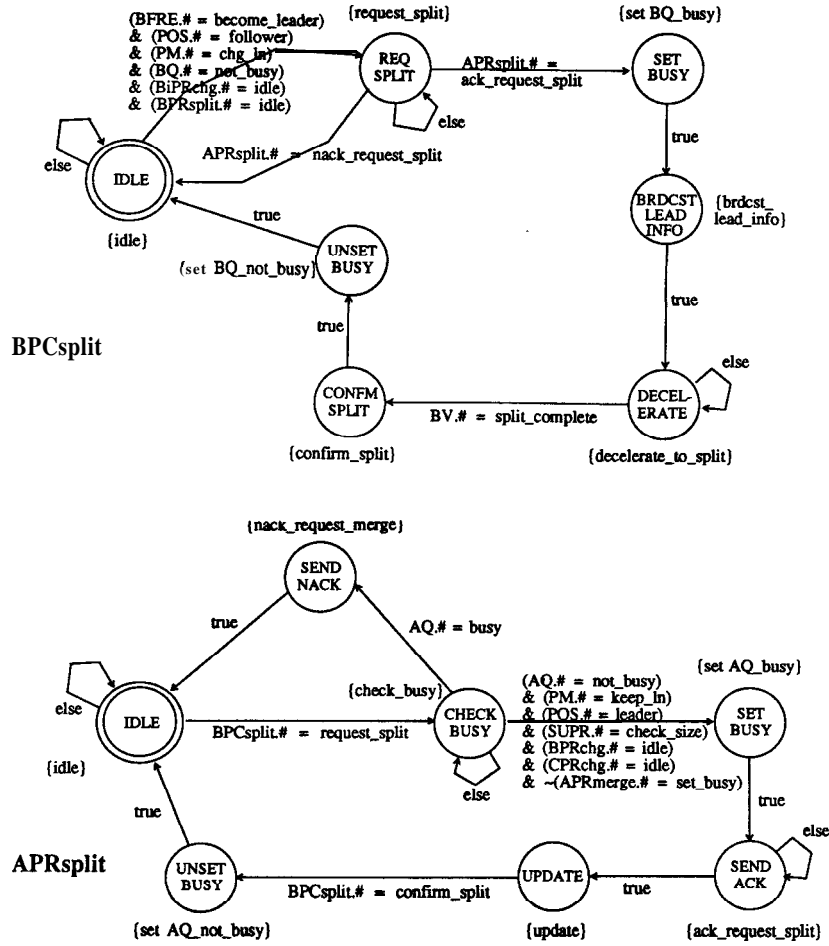 (BFRE.# = become_leader)
& (POS.# = follower)
& (PM.# = chg_in)
& (BQ.# = not_busy)
& (BiPRchg.# = idle)
& (BPRsplit.# = idle)
{request_split}
REQ
SPLIT
else
APRsplit.# =
ack_request_split
{set BQ_busy}
SET
BUSY
true
else
IDLE
{idle}
APRsplit.# = nack_request_split
true
UNSET
BUSY
{set BQ_not_busy}
BRDCST
LEAD
INFO
{brdcst_
lead_info}
true
true
BPCsplit
CONFM
SPLIT
{confirm_split}
BV.# = split_complete
DECEL-
ERATE
else
{decelerate_to_split}
{nack_request_merge}
SEND
NACK
true
AQ.# = busy
else
IDLE
{idle}
BPCsplit.# = request_split
{check_busy}
CHECK
BUSY
else
(AQ.# = not_busy)
& (PM.# = keep_in)
& (POS.# = leader)
& (SUPR.# = check_size)
& (BPRchg.# = idle)
& (CPRchg.# = idle)
& ~(APRmerge.# = set_busy)
{set AQ_busy}
SET
BUSY
true
true
APRsplit
UNSET
BUSY
{set AQ_not_busy}
BPCsplit.# = confirm_split
UPDATE
{update}
true
SEND
ACK
else
{ack_request_split}